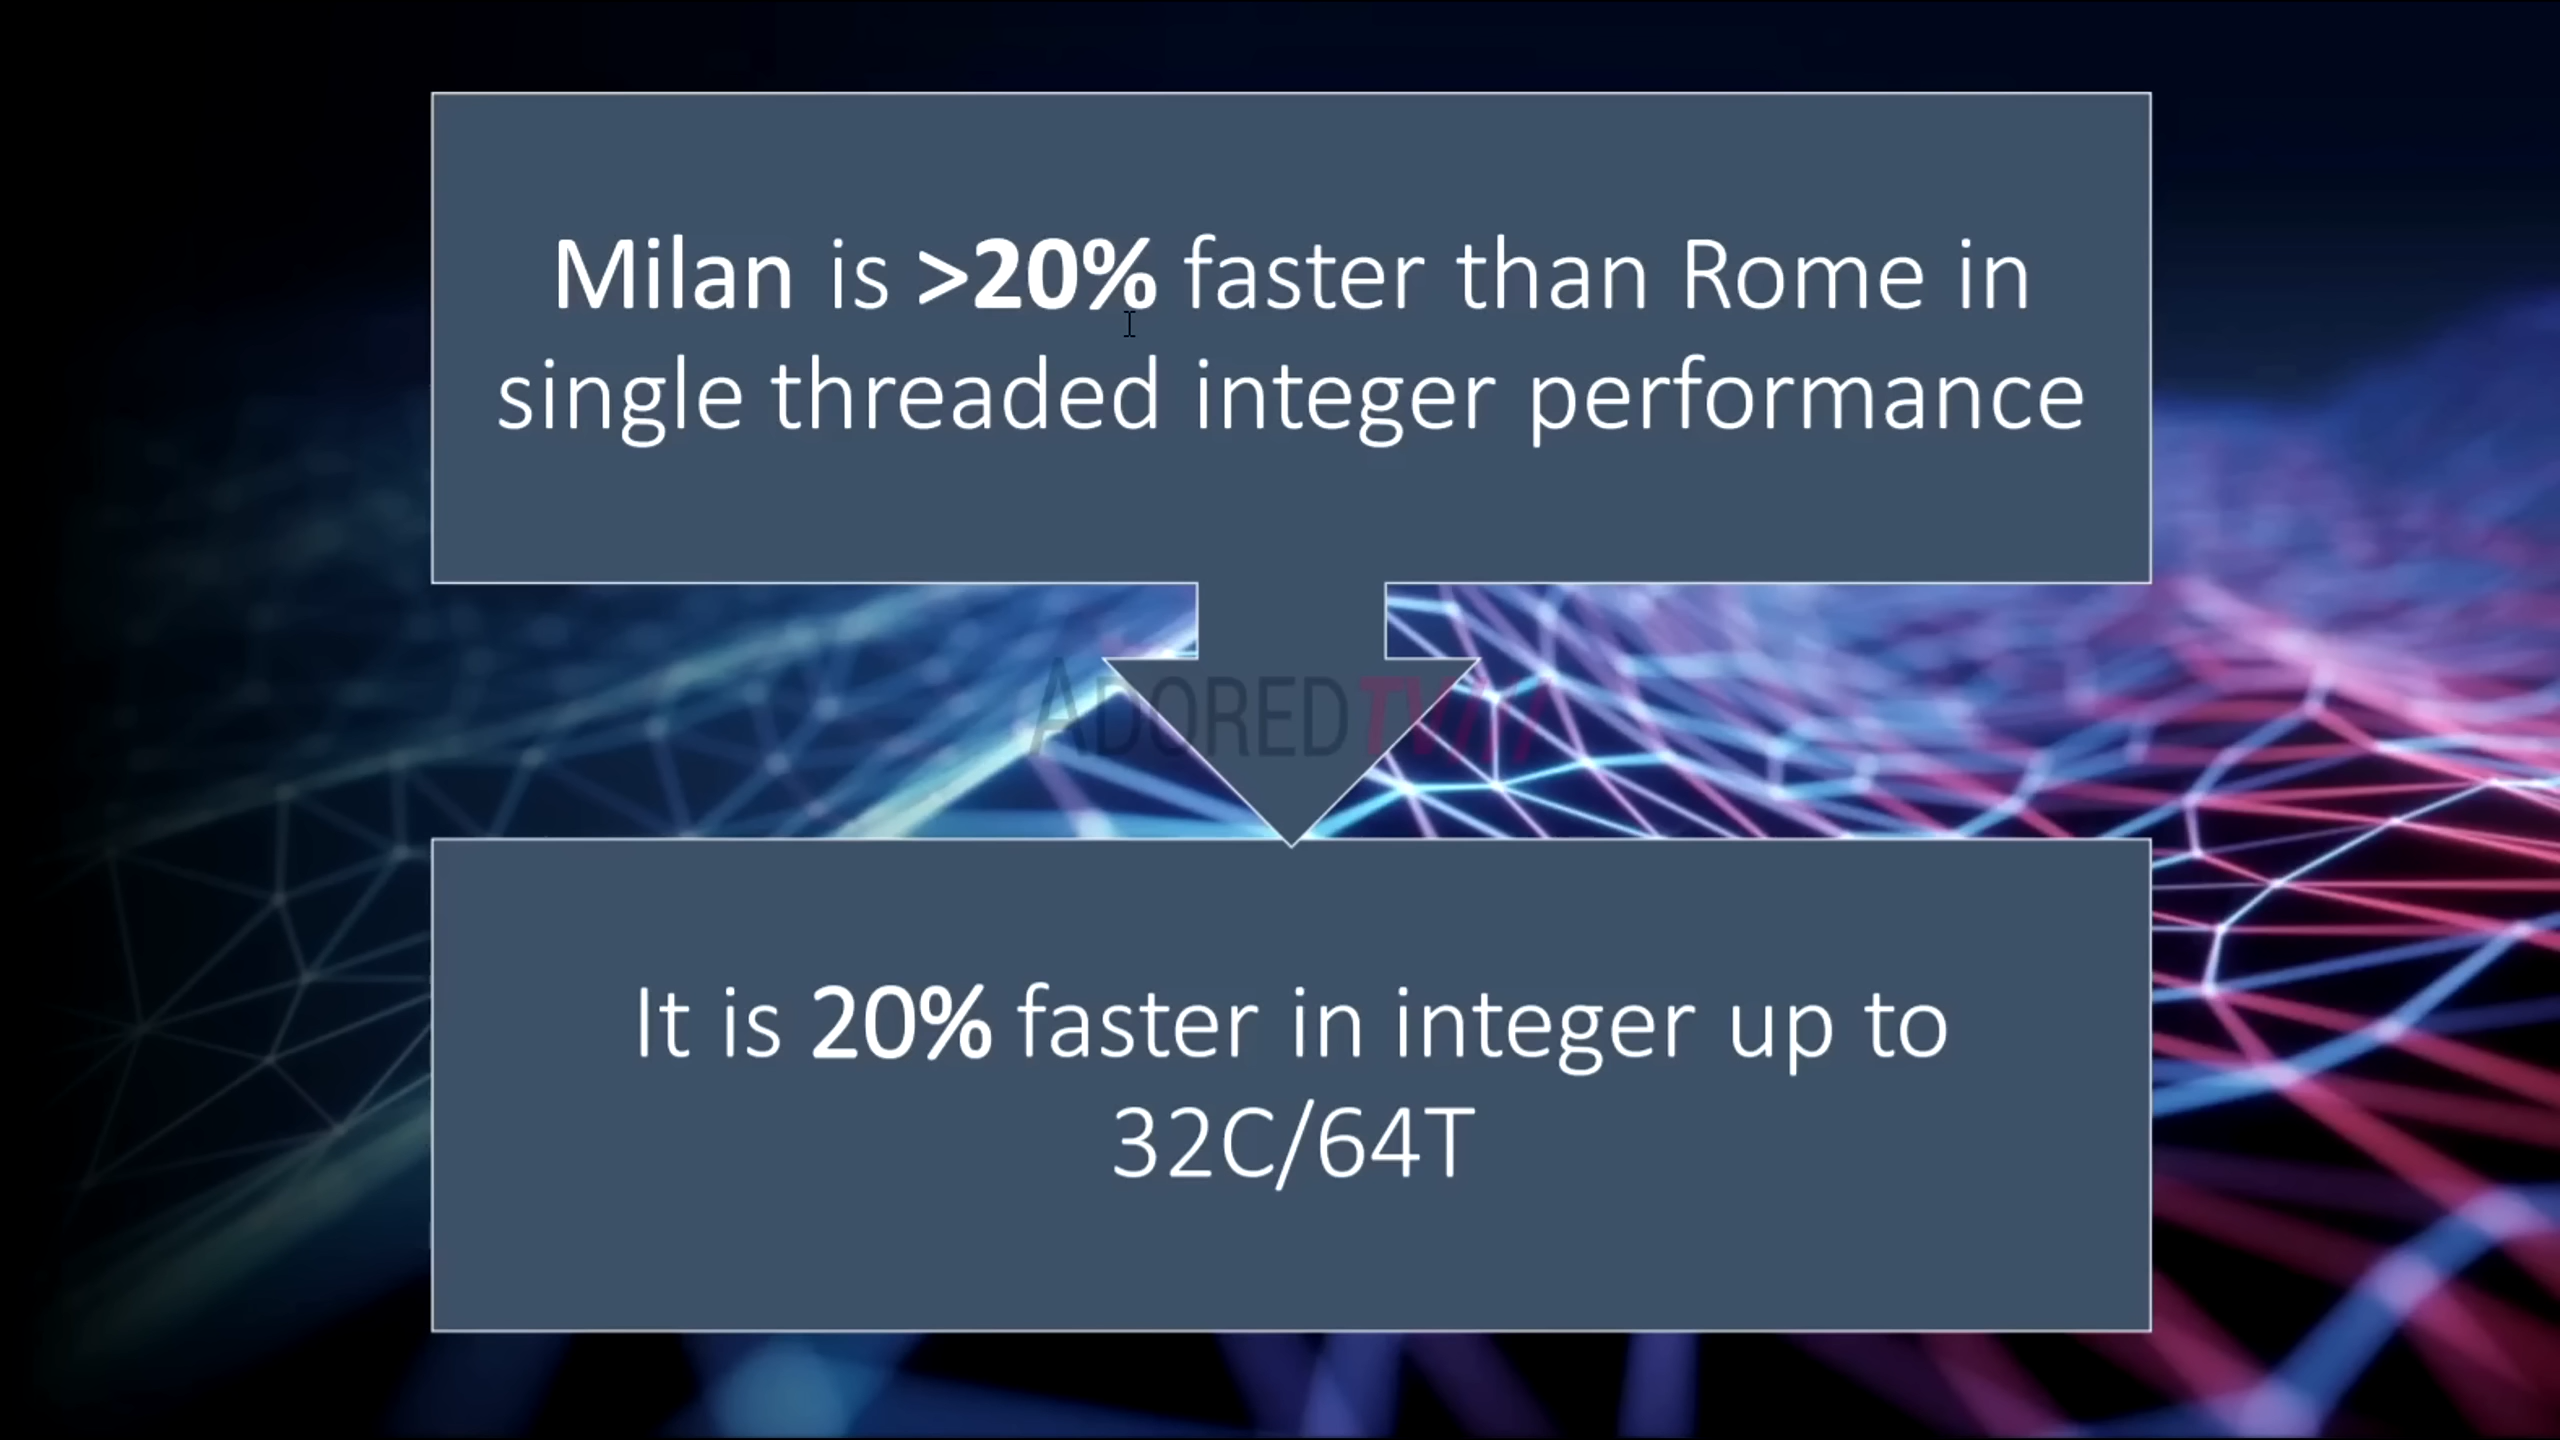 Milan is >20% faster than Rome in
single threaded integer performance
ADOREDTV//
It is 20% faster in integer up to
32C/64T